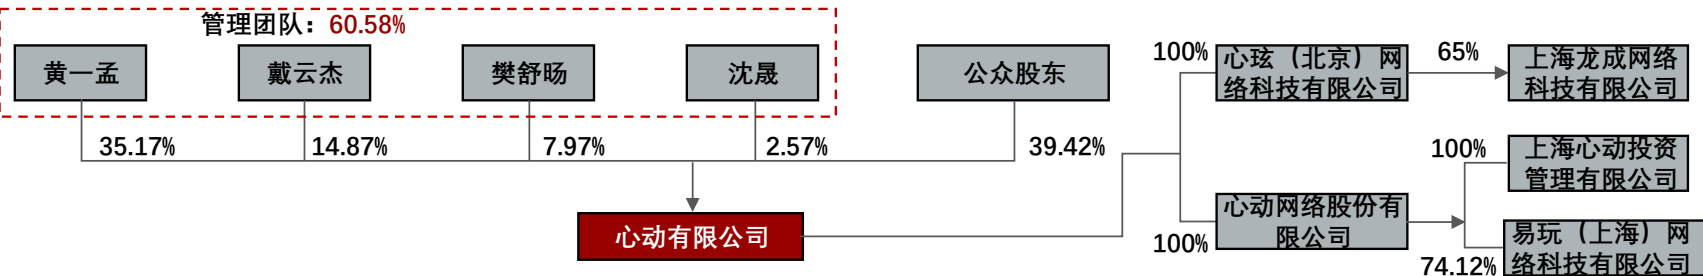 管理团队：60.58%
黄一孟
戴云杰
樊舒旸
沈晟
公众股东
35.17%
14.87%
7.97%
2.57%
39.42%
心动有限公司
100%
心玹（北京）网
络科技有限公司
65%
上海龙成网络
科技有限公司
100%
心动网络股份有
限公司
100%
上海心动投资
管理有限公司
74.12%
易玩（上海）网
络科技有限公司